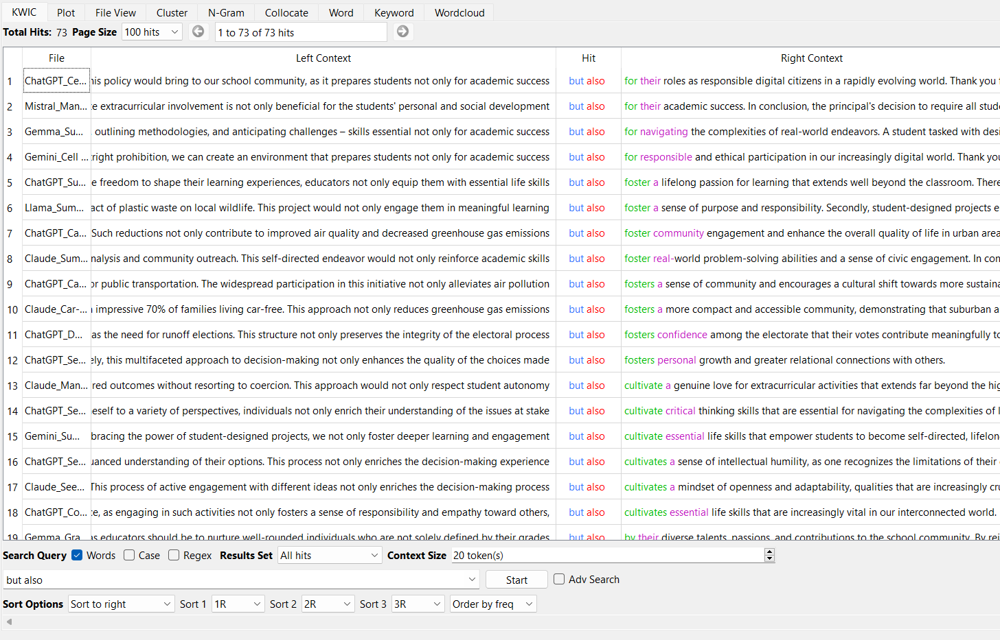 KWIC Plot File View Cluster N-Gram Collocate Word Keyword Wordcloud
Total Hits: 73 Page Size 100 hits 1 to 73 of 73 hits
File Left Context Hit Right Context
1 ChatGPT_Ce... his policy would bring to our school community, as it prepares students not only for academic success but also for their roles as responsible digital citizens in a rapidly evolving world. Thank you
2 Mistral_Man... extracurricular involvement is not only beneficial for the students' personal and social development but also for their academic success. In conclusion, the principal's decision to require all stude
3 Gemma_Su... outlining methodologies, and anticipating challenges – skills essential not only for academic success but also for navigating the complexities of real-world endeavors. A student tasked with desi
4 Gemini_Cell ... right prohibition, we can create an environment that prepares students not only for academic success but also for responsible and ethical participation in our increasingly digital world. Thank you
5 ChatGPT_Su... e freedom to shape their learning experiences, educators not only equip them with essential life skills but also foster a lifelong passion for learning that extends well beyond the classroom. There
6 Llama_Sum... act of plastic waste on local wildlife. This project would not only engage them in meaningful learning but also foster a sense of purpose and responsibility. Secondly, student-designed projects e
7 ChatGPT_Ca... Such reductions not only contribute to improved air quality and decreased greenhouse gas emissions but also foster community engagement and enhance the overall quality of life in urban area
8 Claude_Sum... nalysis and community outreach. This self-directed endeavor would not only reinforce academic skills but also foster real-world problem-solving abilities and a sense of civic engagement. In con
9 ChatGPT_Ca... or public transportation. The widespread participation in this initiative not only alleviates air pollution but also fosters a sense of community and encourages a cultural shift towards more sustaina
10 Claude_Car-... impressive 70% of families living car-free. This approach not only reduces greenhouse gas emissions but also fosters a more compact and accessible community, demonstrating that suburban a
11 ChatGPT_D... as the need for runoff elections. This structure not only preserves the integrity of the electoral process but also fosters confidence among the electorate that their votes contribute meaningfully to
12 ChatGPT_Se... ely, this multifaceted approach to decision-making not only enhances the quality of the choices made but also fosters personal growth and greater relational connections with others.
13 Claude_Man... red outcomes without resorting to coercion. This approach would not only respect student autonomy but also cultivate a genuine love for extracurricular activities that extends far beyond the hig
14 ChatGPT_Se... eself to a variety of perspectives, individuals not only enrich their understanding of the issues at stake but also cultivate critical thinking skills that are essential for navigating the complexities of l
15 Gemini_Su... bracing the power of student-designed projects, we not only foster deeper learning and engagement but also cultivate essential life skills that empower students to become self-directed, lifelon
16 ChatGPT_Se... uanced understanding of their options. This process not only enriches the decision-making experience but also cultivates a sense of intellectual humility, as one recognizes the limitations of their
17 Claude_See... This process of active engagement with different ideas not only enriches the decision-making process but also cultivates a mindset of openness and adaptability, qualities that are increasingly cru
18 ChatGPT_Co... e, as engaging in such activities not only fosters a sense of responsibility and empathy toward others, but also cultivates essential life skills that are increasingly vital in our interconnected world.
19 Gemma_Gra... as educators should be to nurture well-rounded individuals who are not solely defined by their grades but also by their diverse talents, passions, and contributions to the school community. By rei
Search Query Words Case Regex Results Set All hits Context Size 20 token(s)
but also Start Adv Search
Sort Options Sort to right Sort 1 1R Sort 2 2R Sort 3 3R Order by freq